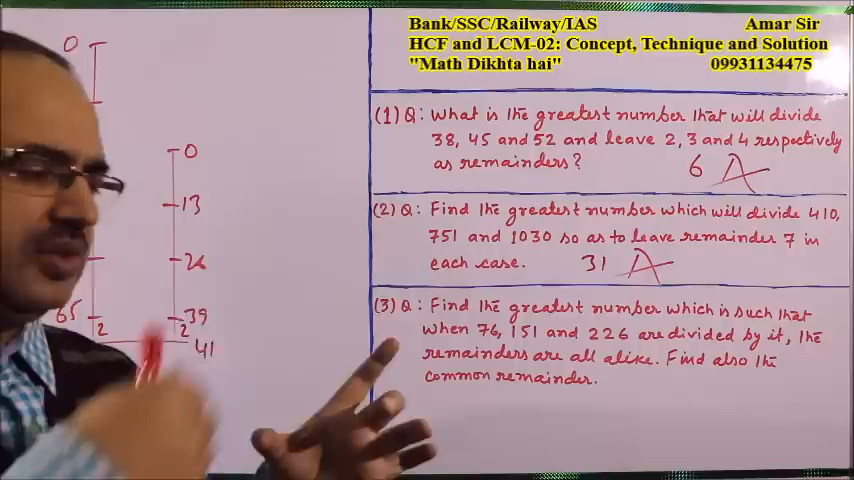 Bank/SSC/Railway/IAS Amar Sir
HCF and LCM-02: Concept, Technique and Solution
"Math Dikhta hai" 09931134475
0
0
13
26
65
2
39
2
41
(1) Q: What is the greatest number that will divide
38, 45 and 52 and leave 2, 3 and 4 respectively
as remainders? 6 A
(2) Q: Find the greatest number which will divide 410,
751 and 1030 so as to leave remainder 7 in
each case. 31 A
(3) Q: Find the greatest number which is such that
when 76, 151 and 226 are divided by it, the
remainders are all alike. Find also the
common remainder.